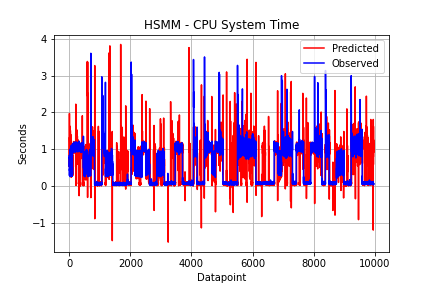 HSMM - CPU System Time
Predicted
Observed
4
3
2
1
0
−1
Seconds
0 2000 4000 6000 8000 10000
Datapoint